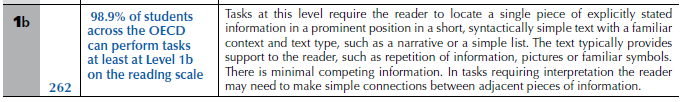 1b
262
98.9% of students
across the OECD
can perform tasks
at least at Level 1b
on the reading scale
Tasks at this level require the reader to locate a single piece of explicitly stated
information in a prominent position in a short, syntactically simple text with a familiar
context and text type, such as a narrative or a simple list. The text typically provides
support to the reader, such as repetition of information, pictures or familiar symbols.
There is minimal competing information. In tasks requiring interpretation the reader
may need to make simple connections between adjacent pieces of information.